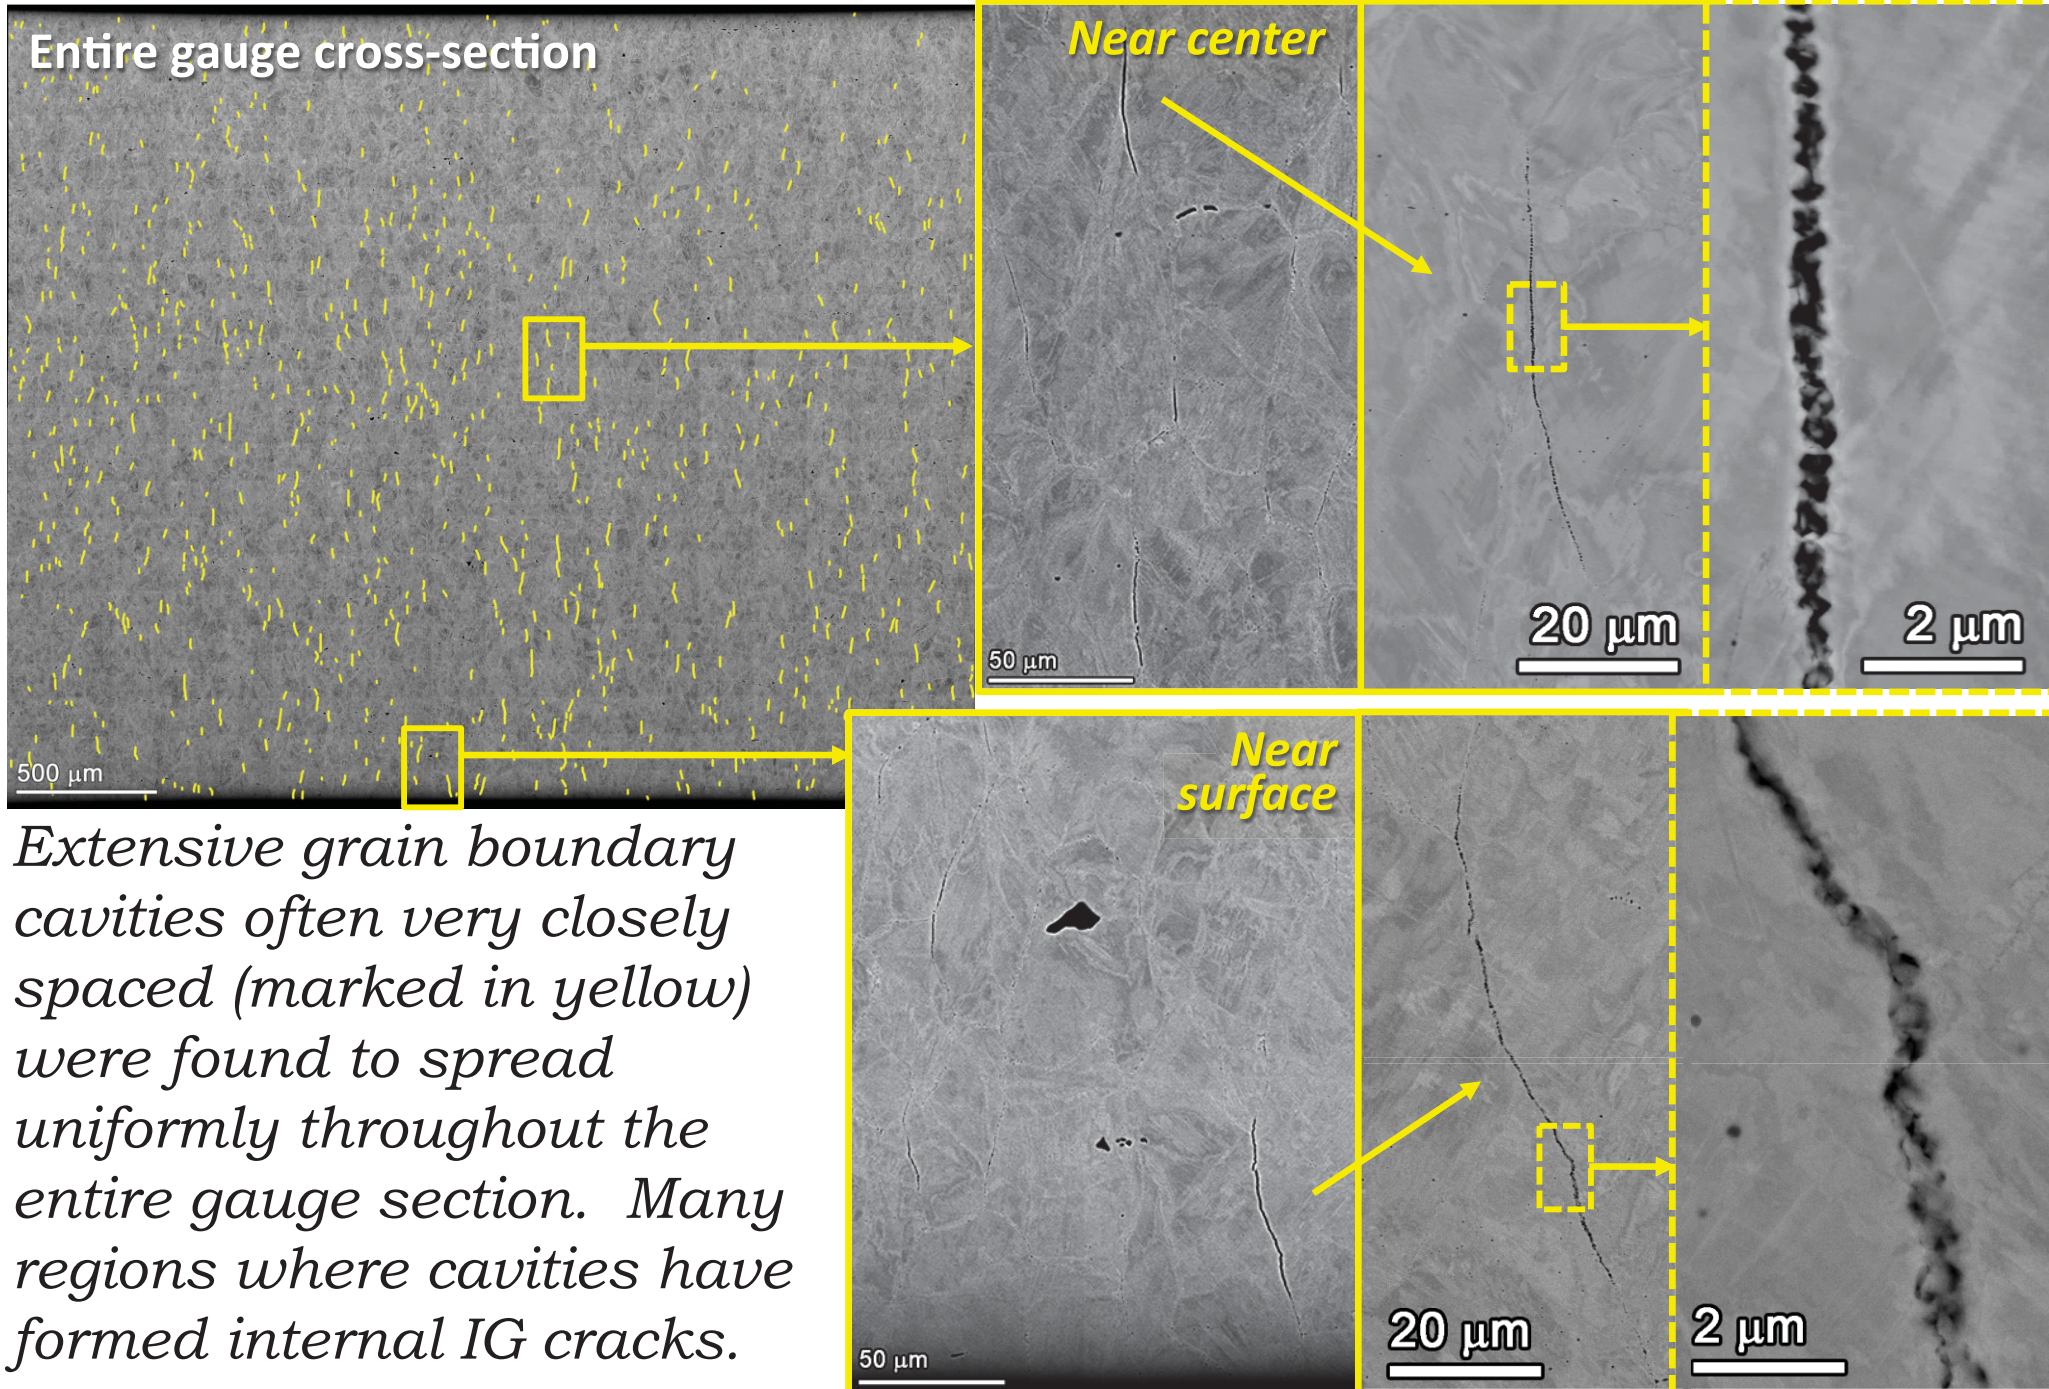 Entire gauge cross-section
500 µm
Near center
50 µm
20 µm
2 µm
Near
surface
50 µm
20 µm
2 µm
Extensive grain boundary
cavities often very closely
spaced (marked in yellow)
were found to spread
uniformly throughout the
entire gauge section.  Many
regions where cavities have
formed internal IG cracks.